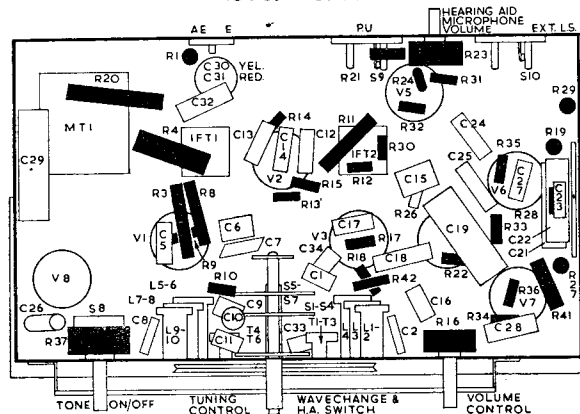 HEARING AID
MICROPHONE
VOLUME
AE E P.U EXT. L.S.
R1 C30 YEL.
C31 RED.
R21 S9 R23 S10
R20 C32 R24 V5 R31
MT1 R4 IFT1 C13 R14 C14 C12 R11 R32 C24 R29
C29 V2 IFT2 R30 R35 R19
R3 R8 R15 R12 C15 C25 V6 C27 C23
R13 R26 R28
V1 C5 C6 C7 V3 C17 R17 C19 R33 C22
R9 C34 R18 C18 R22 C21
V8 R10 C1 R42 R36 R27
L5-6 S5-
S7 C16 V7 R41
L7-8 C9 S1-S4
C26 S8 C8 L9-
10 C10 T4
T6 C33 T1-T3 L4 L3 L1-
2 C2 R16 R34 C28
R37 C11
TONE ON/OFF TUNING
CONTROL WAVECHANGE &
H.A. SWITCH VOLUME
CONTROL